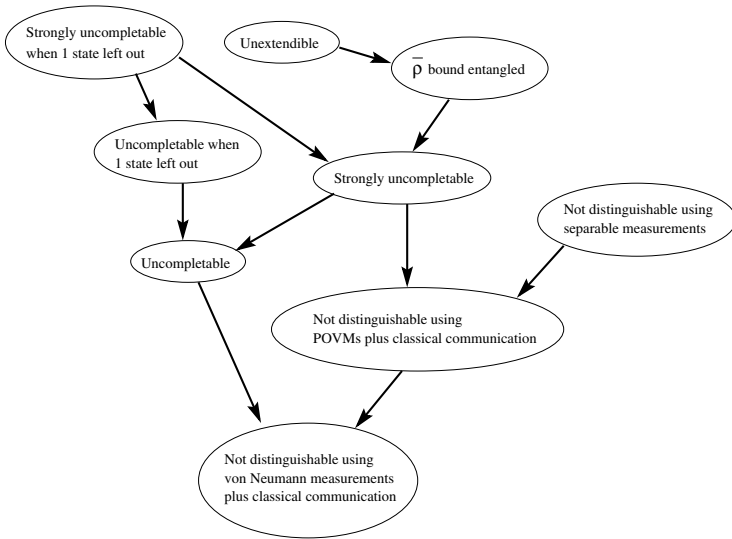 Strongly uncompletable
when 1 state left out
Unextendible
ρ̅ bound entangled
Uncompletable when
1 state left out
Strongly uncompletable
Not distinguishable using
separable measurements
Uncompletable
Not distinguishable using
POVMs plus classical communication
Not distinguishable using
von Neumann measurements
plus classical communication